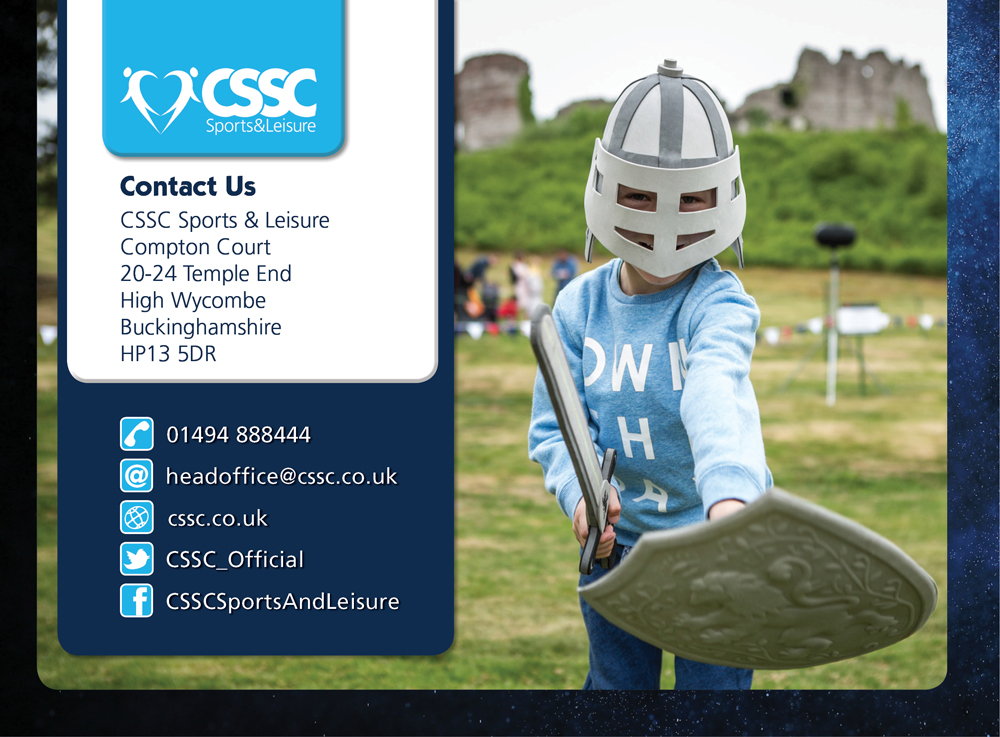 CSSC
Sports&Leisure
Contact Us
CSSC Sports & Leisure
Compton Court
20-24 Temple End
High Wycombe
Buckinghamshire
HP13 5DR
01494 888444
headoffice@cssc.co.uk
cssc.co.uk
CSSC_Official
CSSCSportsAndLeisure